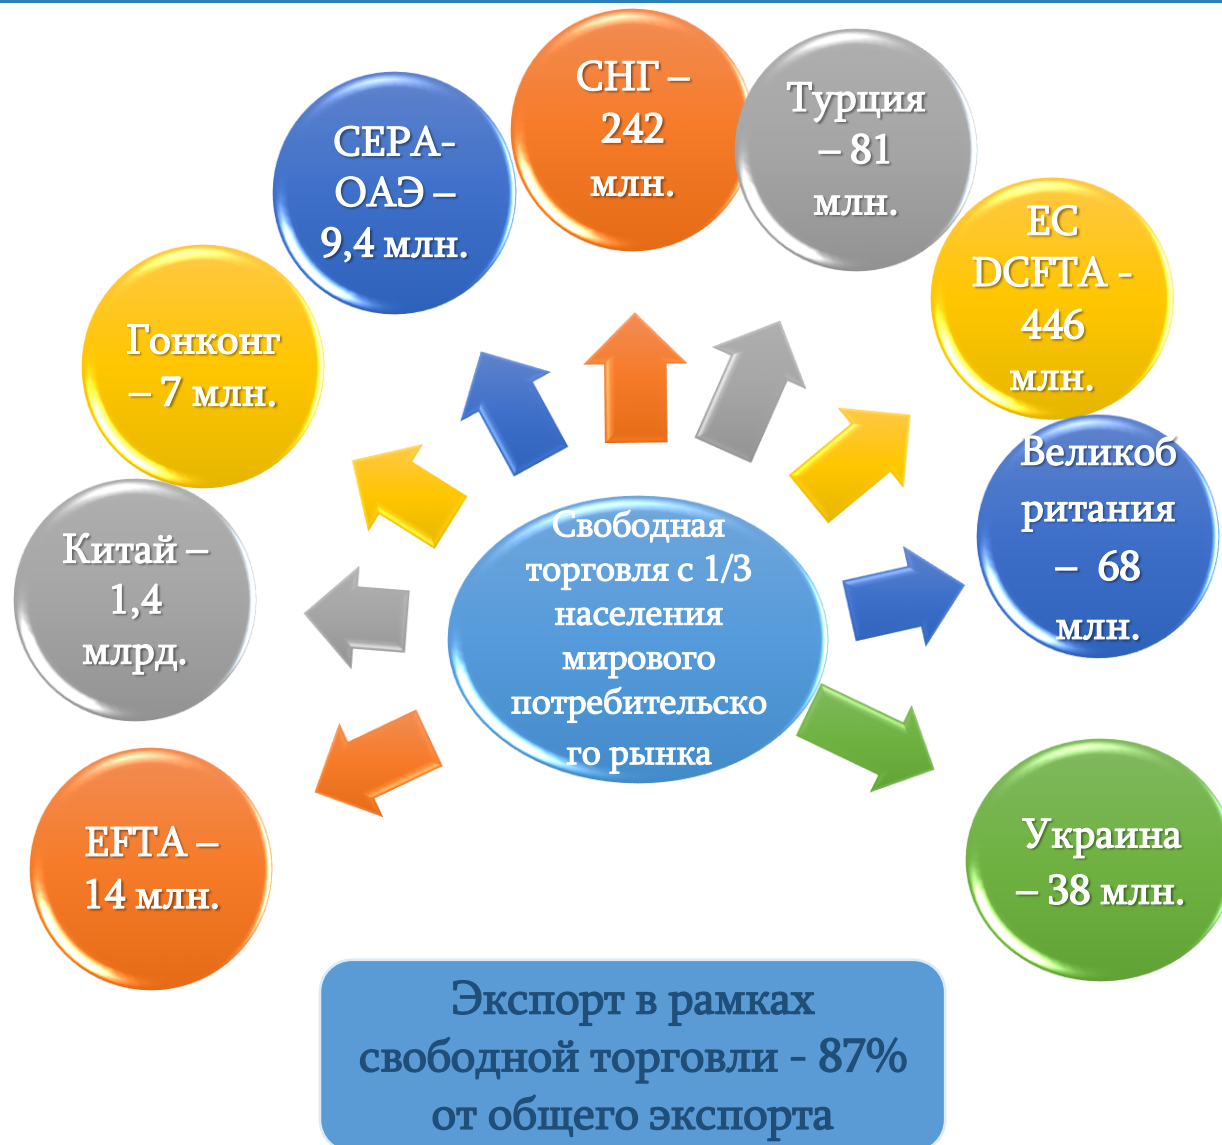 СНГ –
242
млн.
Турция
– 81
млн.
СЕРА-
ОАЭ –
9,4 млн.
ЕС
DCFTA -
446
млн.
Гонконг
– 7 млн.
Великоб
ритания
– 68
млн.
Китай –
1,4
млрд.
Свободная
торговля с 1/3
населения
мирового
потребительско
го рынка
EFTA –
14 млн.
Украина
– 38 млн.
Экспорт в рамках
свободной торговли - 87%
от общего экспорта